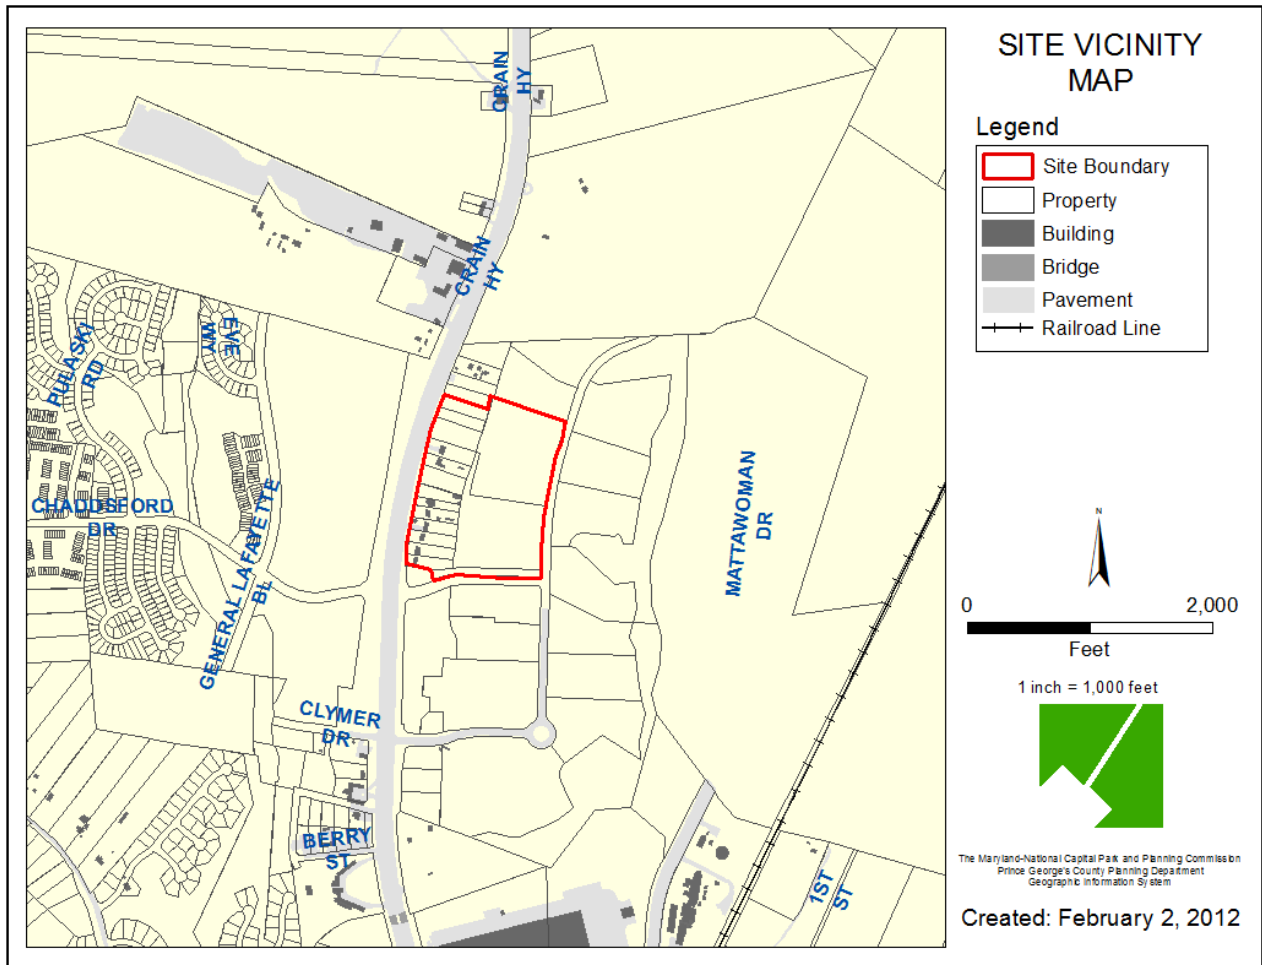 SITE VICINITY
MAP
Legend
Site Boundary
Property
Building
Bridge
Pavement
Railroad Line
CRAIN
HY
CRAIN
HY
EVE
WY
PULASKI
RD
CHADDSFORD
DR
GENERAL LAFAYETTE
BL
MATTAWOMAN
DR
CLYMER
DR
BERRY
ST
1ST
ST
N
0 2,000
Feet
1 inch = 1,000 feet
The Maryland-National Capital Park and Planning Commission
Prince George's County Planning Department
Geographic Information System
Created: February 2, 2012